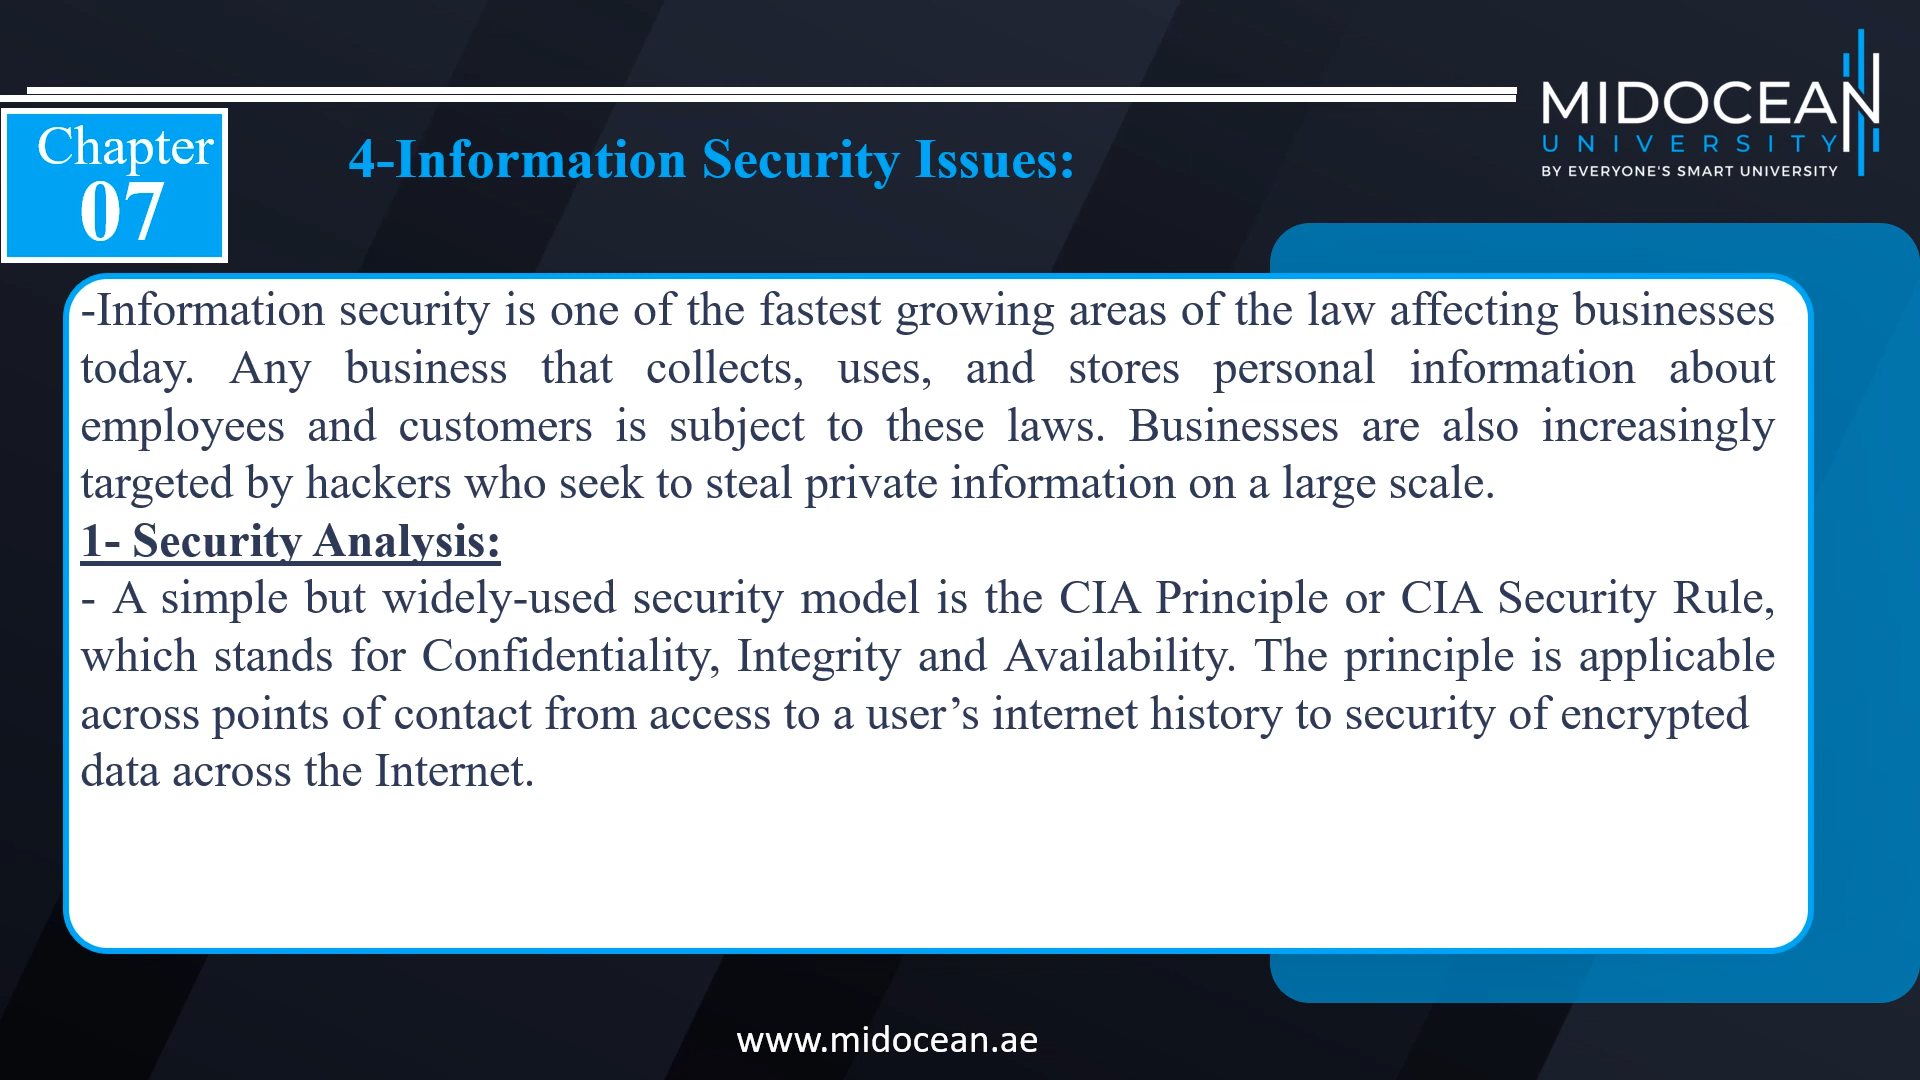 MIDOCEAN
UNIVERSITY
BY EVERYONE'S SMART UNIVERSITY
Chapter
07
4-Information Security Issues:
-Information security is one of the fastest growing areas of the law affecting businesses
today. Any business that collects, uses, and stores personal information about
employees and customers is subject to these laws. Businesses are also increasingly
targeted by hackers who seek to steal private information on a large scale.
1- Security Analysis:
- A simple but widely-used security model is the CIA Principle or CIA Security Rule,
which stands for Confidentiality, Integrity and Availability. The principle is applicable
across points of contact from access to a user’s internet history to security of encrypted
data across the Internet.
www.midocean.ae